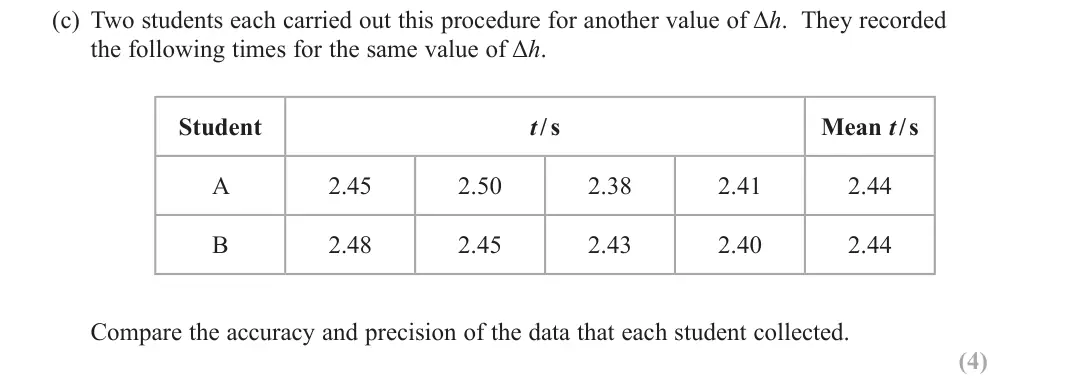 (c) Two students each carried out this procedure for another value of Δh. They recorded
the following times for the same value of Δh.
Student t/s Mean t/s
A 2.45 2.50 2.38 2.41 2.44
B 2.48 2.45 2.43 2.40 2.44
Compare the accuracy and precision of the data that each student collected.
(4)